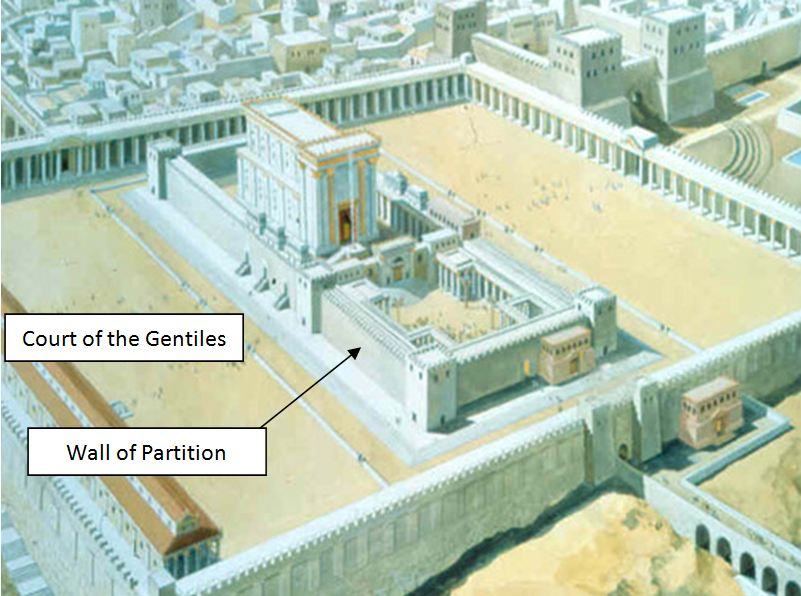 Court of the Gentiles
Wall of Partition